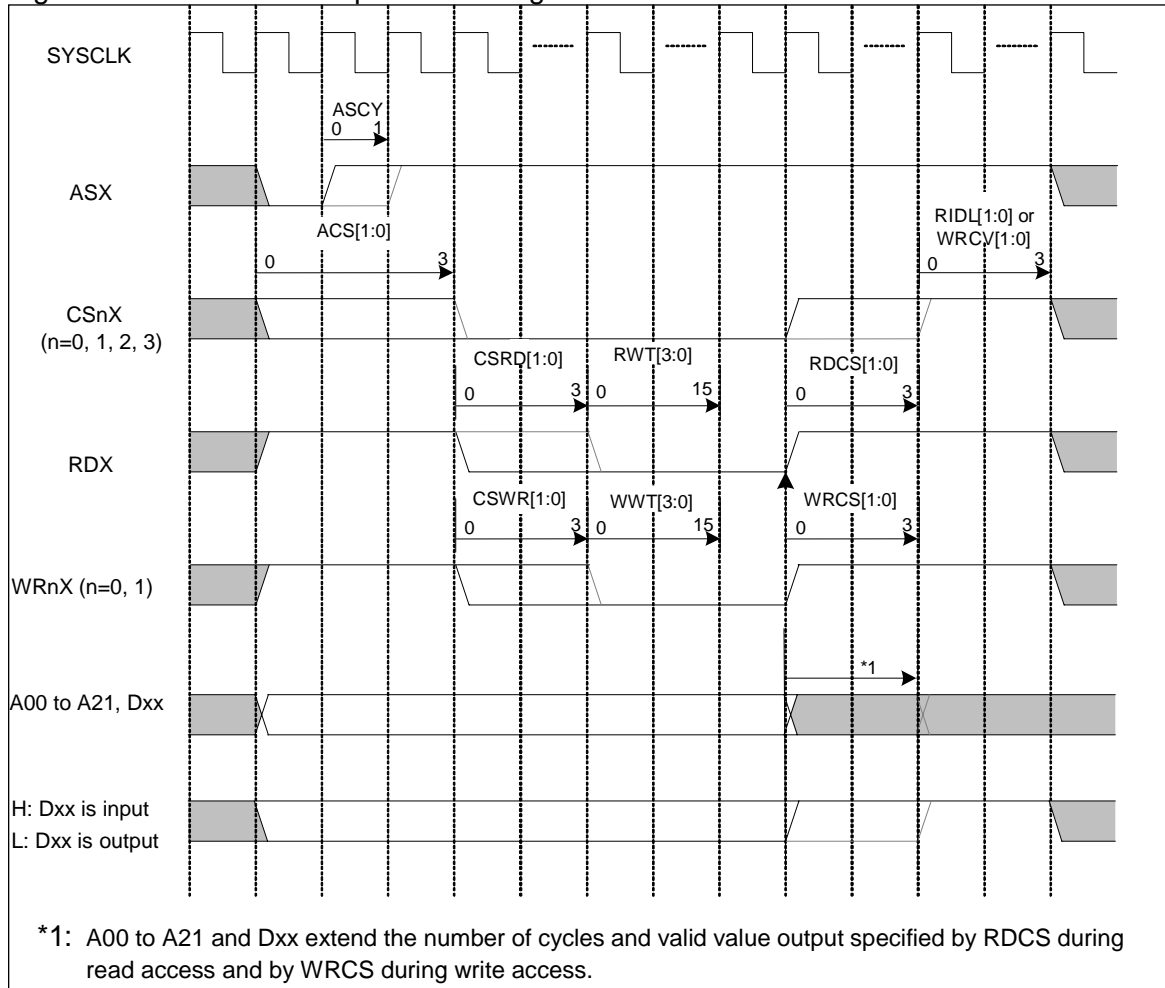 SYSCLK
ASCY
0 1
ASX
ACS[1:0]
0 3
RIDL[1:0] or
WRCV[1:0]
0 3
CSnX
(n=0, 1, 2, 3)
CSRD[1:0] RWT[3:0] RDCS[1:0]
0 3 0 15 0 3
RDX
CSWR[1:0] WWT[3:0] WRCS[1:0]
0 3 0 15 0 3
WRnX (n=0, 1)
*1
A00 to A21, Dxx
H: Dxx is input
L: Dxx is output
*1: A00 to A21 and Dxx extend the number of cycles and valid value output specified by RDCS during
read access and by WRCS during write access.